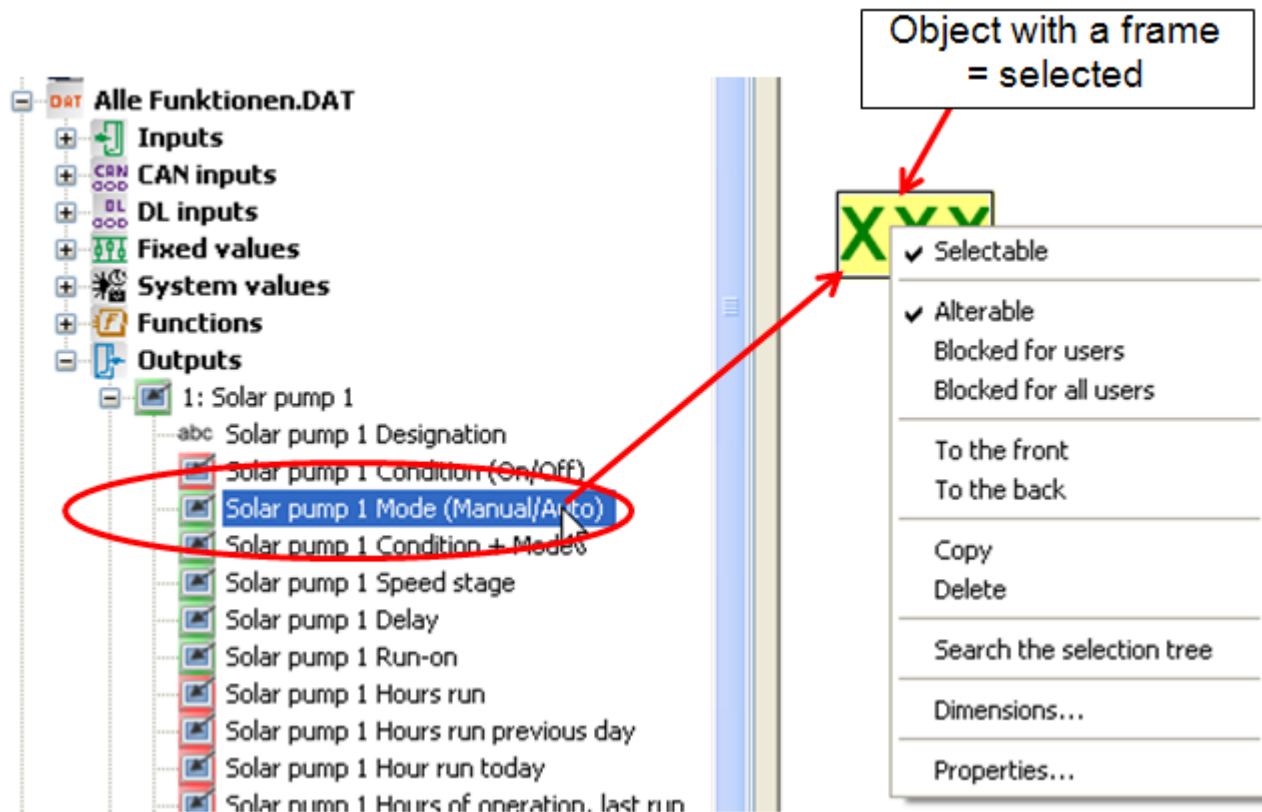 Object with a frame
= selected
DAT Alle Funktionen.DAT
Inputs
CAN CAN inputs
DL DL inputs
Fixed values
System values
Functions
Outputs
1: Solar pump 1
abc Solar pump 1 Designation
Solar pump 1 Condition (On/Off)
Solar pump 1 Mode (Manual/Auto)
Solar pump 1 Condition + Mode
Solar pump 1 Speed stage
Solar pump 1 Delay
Solar pump 1 Run-on
Solar pump 1 Hours run
Solar pump 1 Hours run previous day
Solar pump 1 Hour run today
Solar pump 1 Hours of operation, last run
XXX
Selectable
Alterable
Blocked for users
Blocked for all users
To the front
To the back
Copy
Delete
Search the selection tree
Dimensions...
Properties...